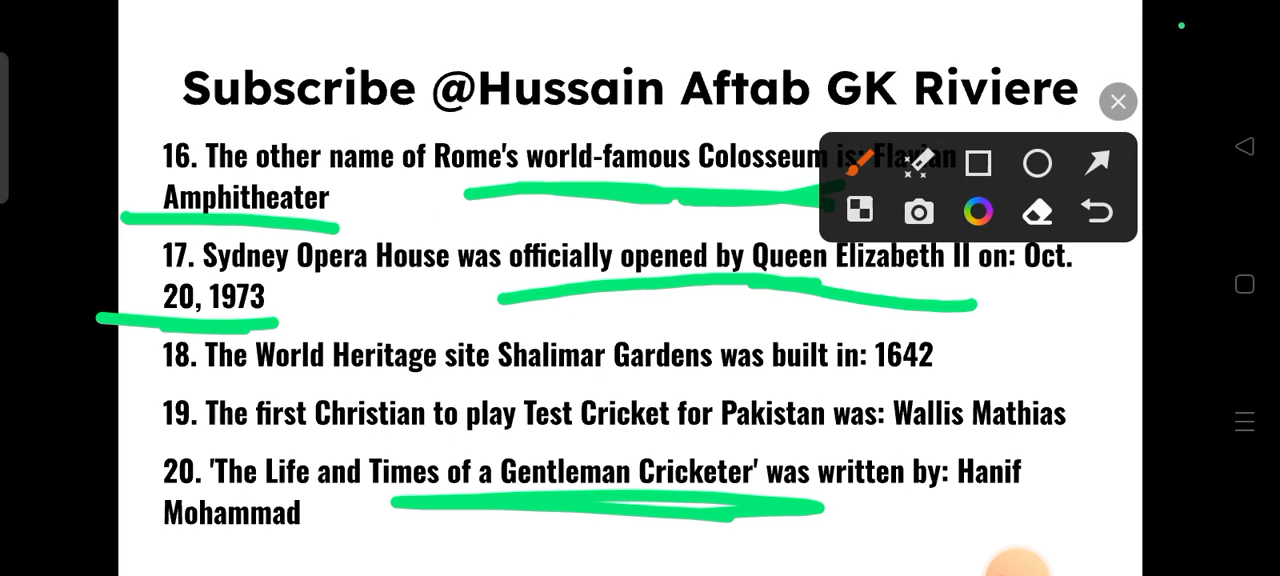 Subscribe @Hussain Aftab GK Riviere
16. The other name of Rome's world-famous Colosseum is: Flavian
Amphitheater
17. Sydney Opera House was officially opened by Queen Elizabeth II on: Oct.
20, 1973
18. The World Heritage site Shalimar Gardens was built in: 1642
19. The first Christian to play Test Cricket for Pakistan was: Wallis Mathias
20. 'The Life and Times of a Gentleman Cricketer' was written by: Hanif
Mohammad